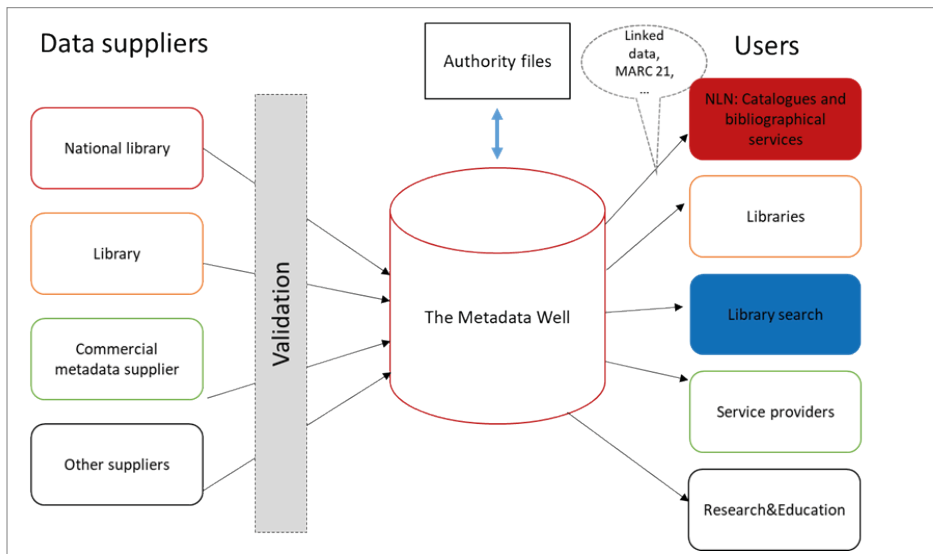 Data suppliers
Users
Authority files
Linked
data,
MARC 21,
...
NLN: Catalogues and
bibliographical
services
National library
Libraries
Library
Validation
Library search
The Metadata Well
Commercial
metadata supplier
Service providers
Other suppliers
Research&Education